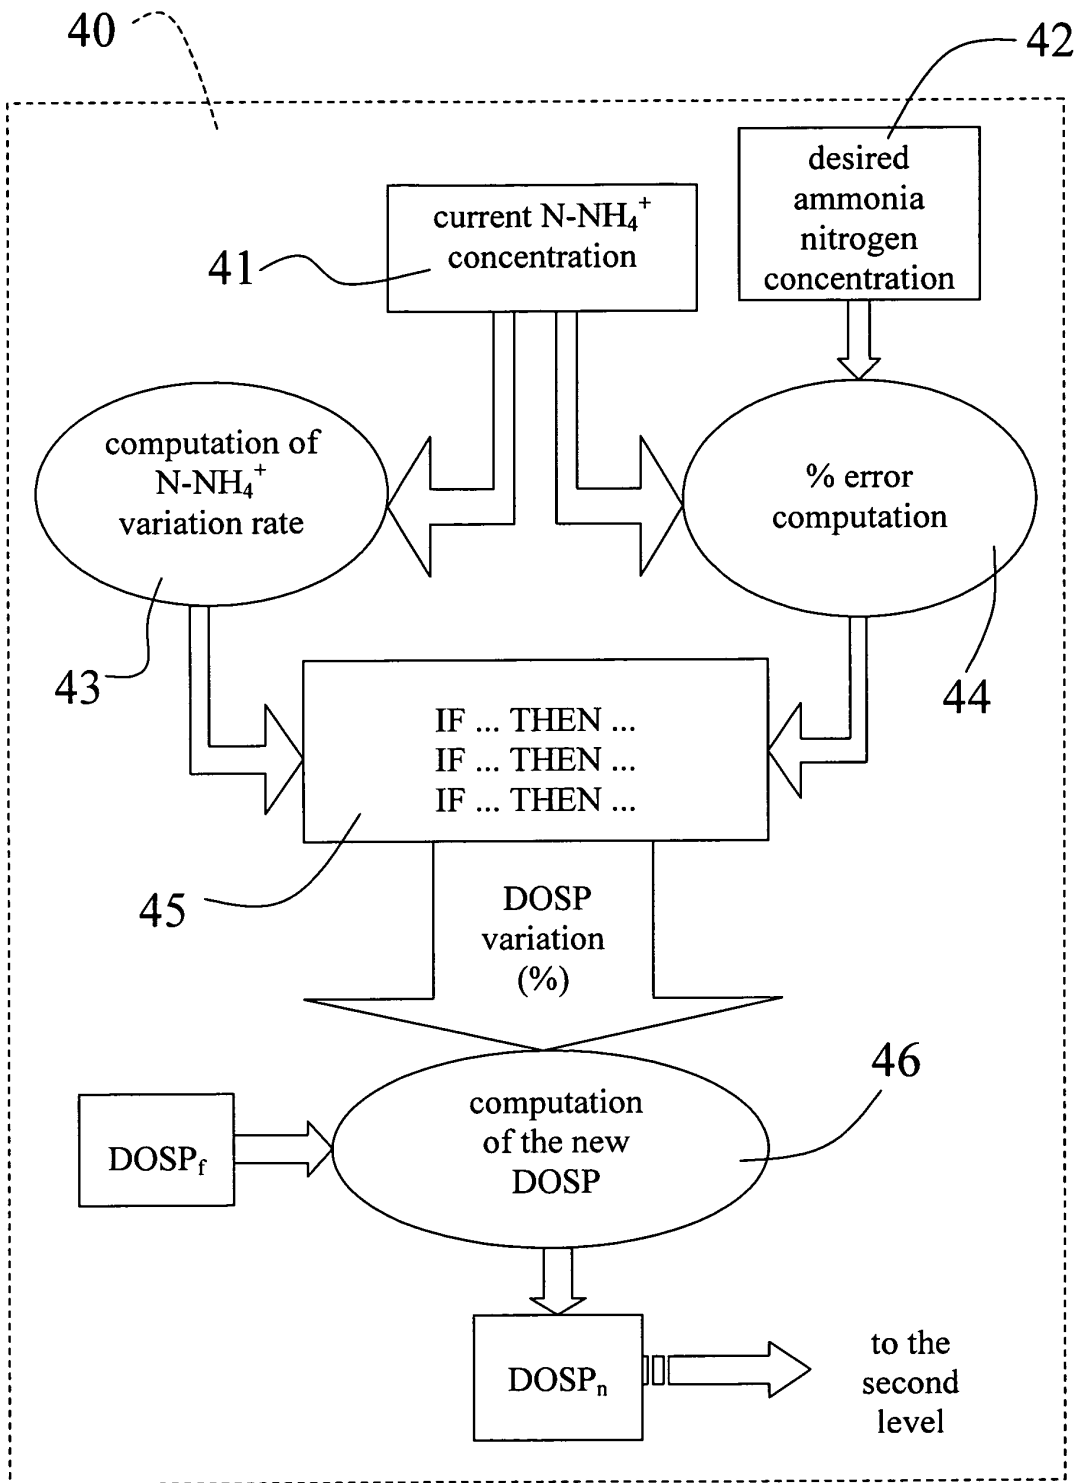 40
42
desired
ammonia
nitrogen
concentration
current N-NH₄⁺
concentration
41
computation of
N-NH₄⁺
variation rate
% error
computation
43
44
IF ... THEN ...
IF ... THEN ...
IF ... THEN ...
45
DOSP
variation
(%)
46
computation
of the new
DOSP
DOSPf
DOSPₙ
to the
second
level